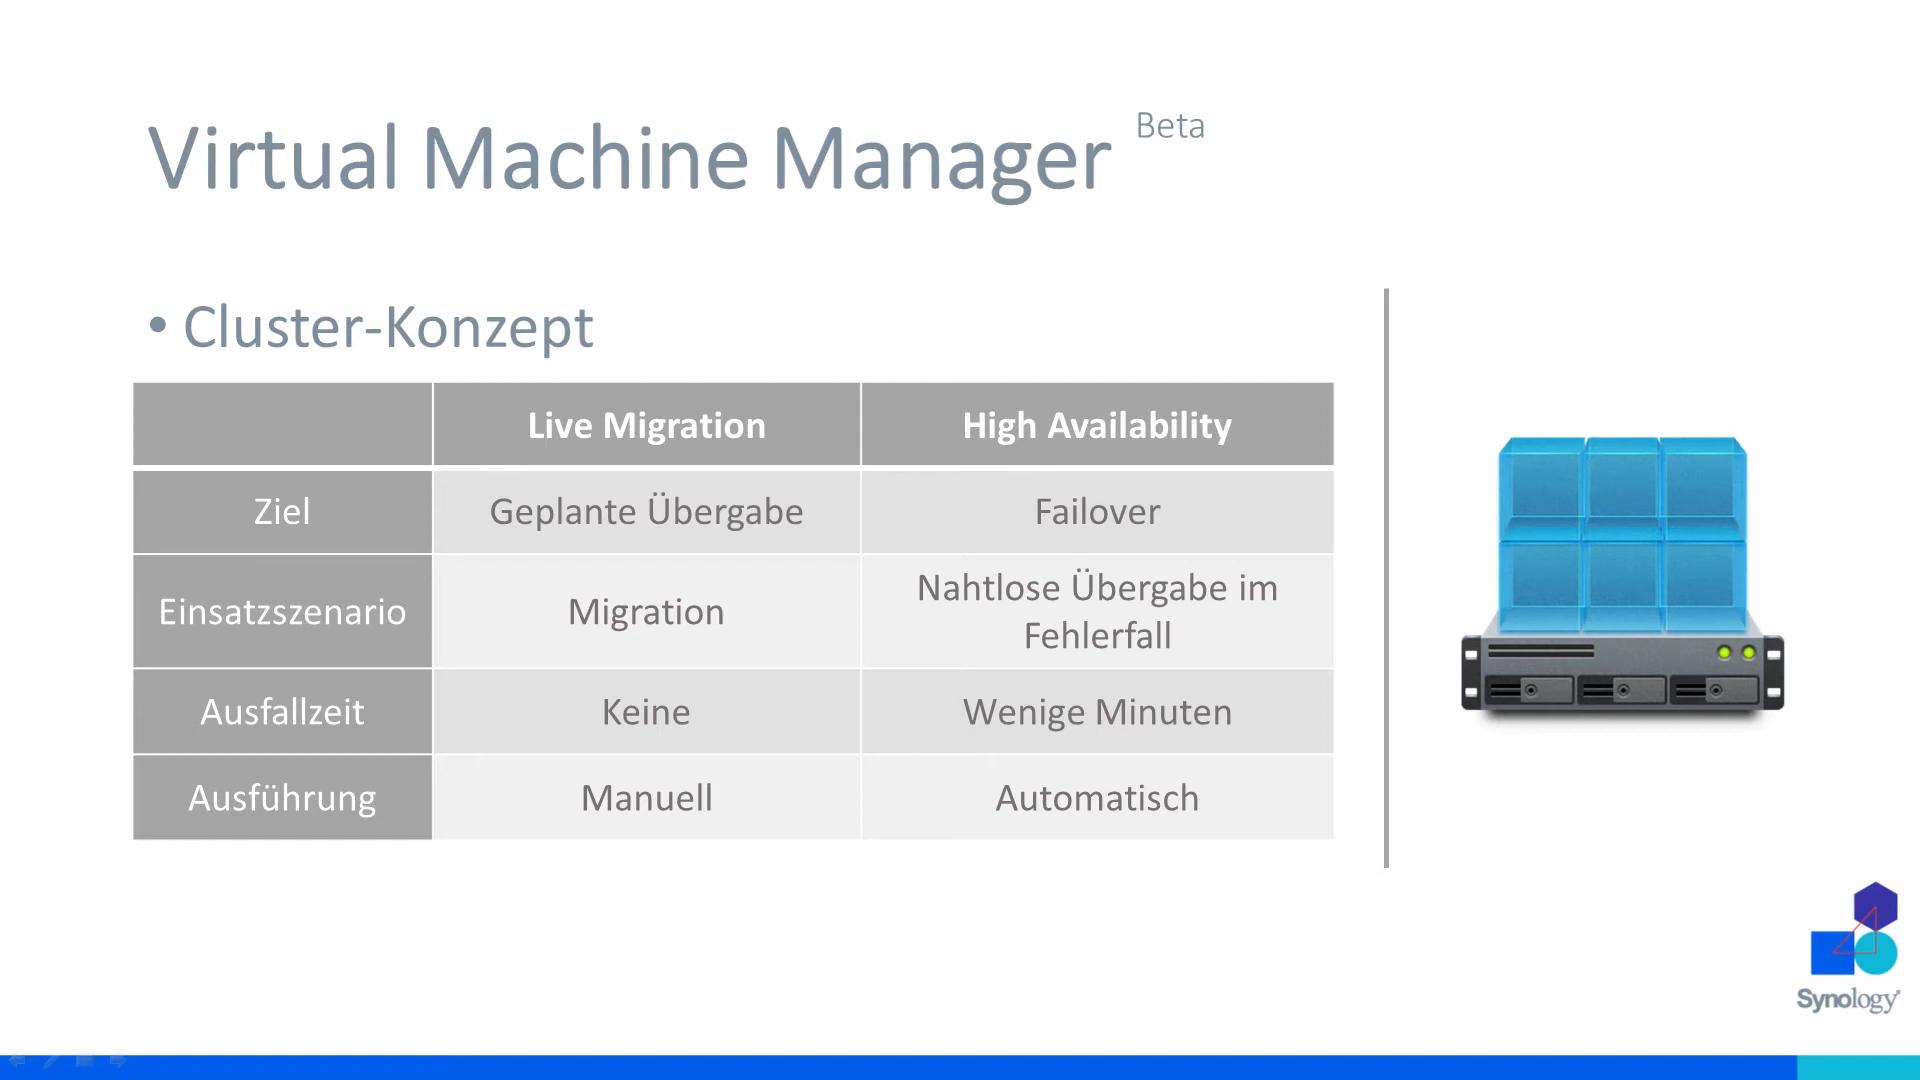 Virtual Machine Manager Beta
• Cluster-Konzept
Live Migration High Availability
Ziel Geplante Übergabe Failover
Einsatzszenario Migration Nahtlose Übergabe im
Fehlerfall
Ausfallzeit Keine Wenige Minuten
Ausführung Manuell Automatisch
Synology